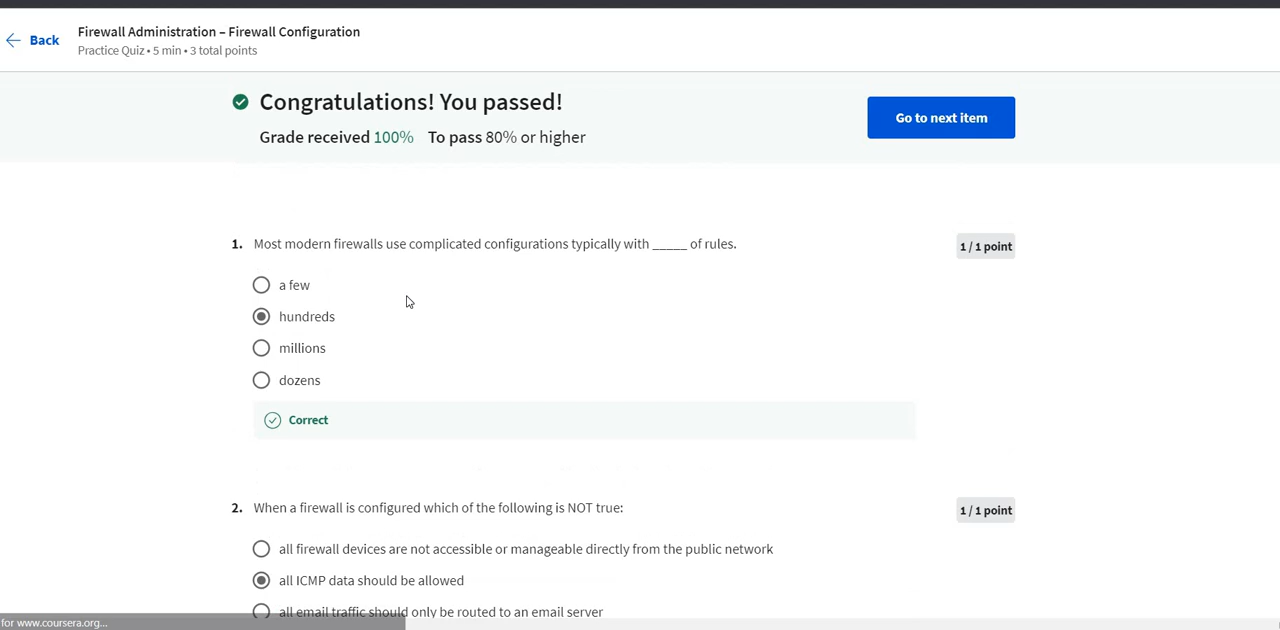 Back
Firewall Administration – Firewall Configuration
Practice Quiz • 5 min • 3 total points
Congratulations! You passed!
Grade received 100% To pass 80% or higher
Go to next item
1. Most modern firewalls use complicated configurations typically with _____ of rules.
1 / 1 point
a few
hundreds
millions
dozens
Correct
2. When a firewall is configured which of the following is NOT true:
1 / 1 point
all firewall devices are not accessible or manageable directly from the public network
all ICMP data should be allowed
all email traffic should only be routed to an email server
for www.coursera.org...